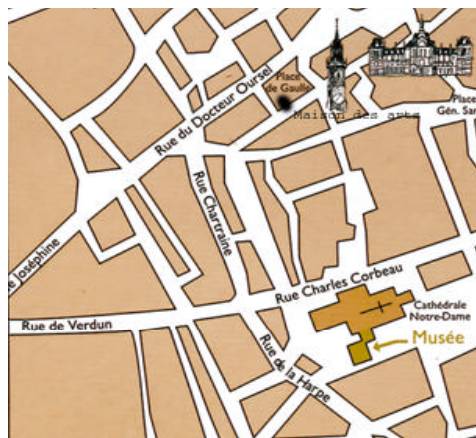 Place
de Gaulle
Rue du Docteur Oursel
Maison des arts
Place
Gén. Sar
Rue Chartraine
de Joséphine
Rue Charles Corbeau
Cathédrale
Notre-Dame
Rue de Verdun
Musée
Rue de la Harpe